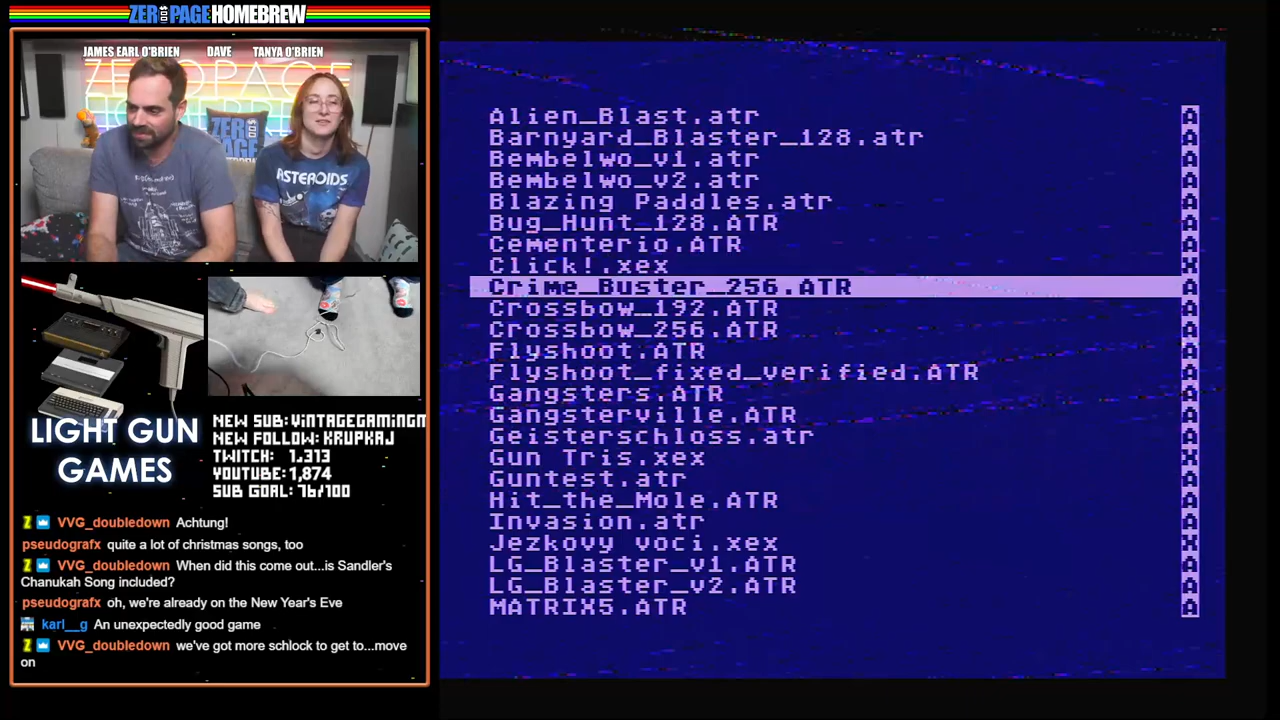 ZEROPAGE HOMEBREW
JAMES EARL O'BRIEN
DAVE
TANYA O'BRIEN
ZEROPAGE
ASTEROIDS
LIGHT GUN
GAMES
NEW SUB: VINTAGEGAMINGM
NEW FOLLOW: KRUPKAJ
TWITCH: 1,313
YOUTUBE: 1,874
SUB GOAL: 76/100
VVG_doubledown Achtung!
pseudografx quite a lot of christmas songs, too
VVG_doubledown When did this come out...is Sandler's
Chanukah Song included?
pseudografx oh, we're already on the New Year's Eve
karl__g An unexpectedly good game
VVG_doubledown we've got more schlock to get to...move
on
Alien_Blast.atr A
Barnyard_Blaster_128.atr A
Bembelwo_v1.atr A
Bembelwo_v2.atr A
Blazing Paddles.atr A
Bug_Hunt_128.ATR A
Cementerio.ATR A
Click!.xex X
Crime_Buster_256.ATR A
Crossbow_192.ATR A
Crossbow_256.ATR A
Flyshoot.ATR A
Flyshoot_fixed_verified.ATR A
Gangsters.ATR A
Gangsterville.ATR A
Geisterschloss.atr A
Gun Tris.xex X
Guntest.atr A
Hit_the_Mole.ATR A
Invasion.atr A
Jezkovy voci.xex X
LG_Blaster_v1.ATR A
LG_Blaster_v2.ATR A
MATRIX5.ATR A